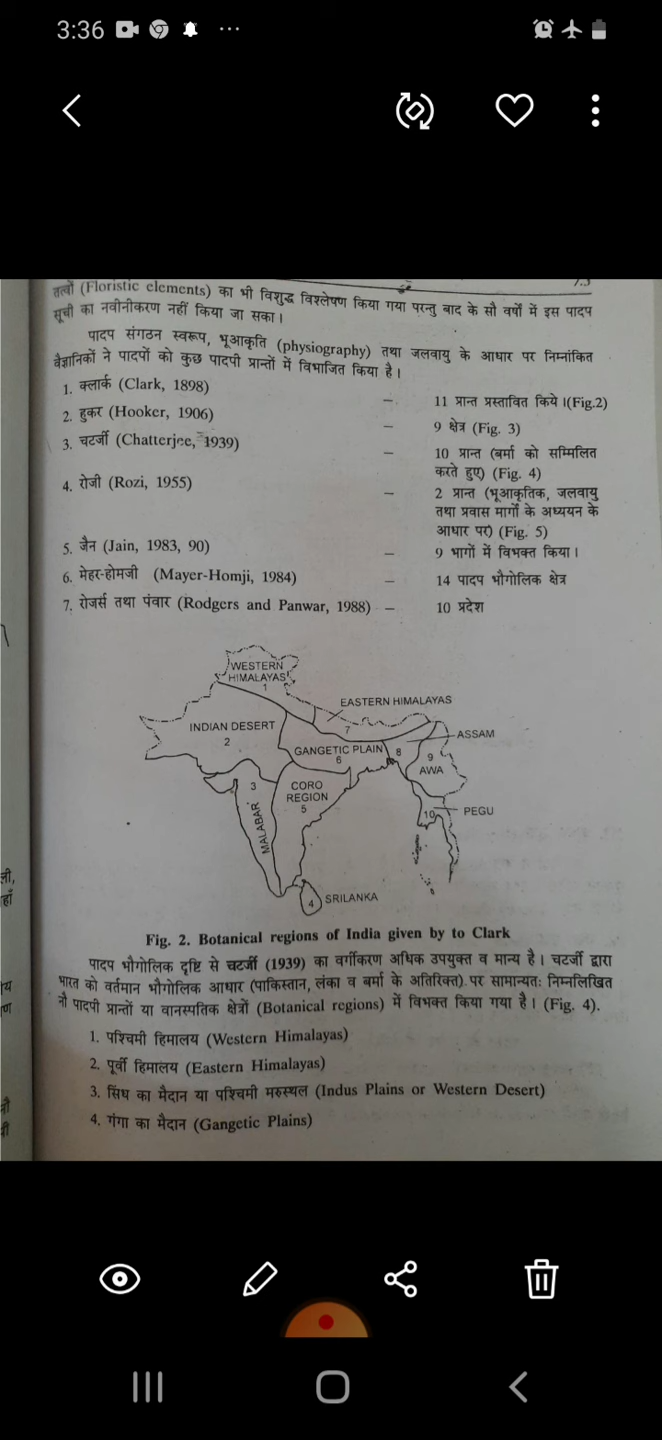 3:36
7.3
तत्वों (Floristic elements) का भी विशुद्ध विश्लेषण किया गया परन्तु बाद के सौ वर्षों में इस पादप
सूची का नवीनीकरण नहीं किया जा सका।
पादप संगठन स्वरूप, भूआकृति (physiography) तथा जलवायु के आधार पर निम्नांकित
वैज्ञानिकों ने पादपों को कुछ पादपी प्रान्तों में विभाजित किया है।
1. क्लार्क (Clark, 1898) – 11 प्रान्त प्रस्तावित किये।(Fig.2)
2. हुकर (Hooker, 1906) – 9 क्षेत्र (Fig. 3)
3. चटर्जी (Chatterjee, 1939) – 10 प्रान्त (बर्मा को सम्मिलित
करते हुए) (Fig. 4)
4. रोजी (Rozi, 1955) – 2 प्रान्त (भूआकृतिक, जलवायु
तथा प्रवास मार्गों के अध्ययन के
आधार पर) (Fig. 5)
5. जैन (Jain, 1983, 90) – 9 भागों में विभक्त किया।
6. मेहर-होमजी (Mayer-Homji, 1984) – 14 पादप भौगोलिक क्षेत्र
7. रोजर्स तथा पंवार (Rodgers and Panwar, 1988) – 10 प्रदेश
WESTERN
HIMALAYAS
1
EASTERN HIMALAYAS
7
INDIAN DESERT
2
ASSAM
GANGETIC PLAIN
6
8
9
AWA
3
MALABAR
CORO
REGION
5
10
PEGU
4
SRILANKA
Fig. 2. Botanical regions of India given by to Clark
पादप भौगोलिक दृष्टि से चटर्जी (1939) का वर्गीकरण अधिक उपयुक्त व मान्य है। चटर्जी द्वारा
भारत को वर्तमान भौगोलिक आधार (पाकिस्तान, लंका व बर्मा के अतिरिक्त) पर सामान्यतः निम्नलिखित
नौ पादपी प्रान्तों या वानस्पतिक क्षेत्रों (Botanical regions) में विभक्त किया गया है। (Fig. 4).
1. पश्चिमी हिमालय (Western Himalayas)
2. पूर्वी हिमालय (Eastern Himalayas)
3. सिंध का मैदान या पश्चिमी मरुस्थल (Indus Plains or Western Desert)
4. गंगा का मैदान (Gangetic Plains)